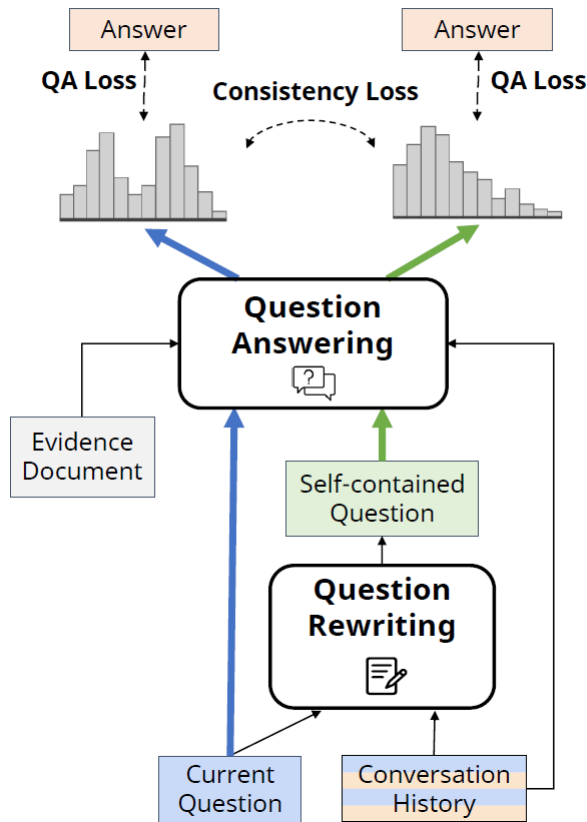 Answer
Answer
QA Loss
Consistency Loss
QA Loss
Question
Answering
?
Evidence
Document
Self-contained
Question
Question
Rewriting
Current
Question
Conversation
History